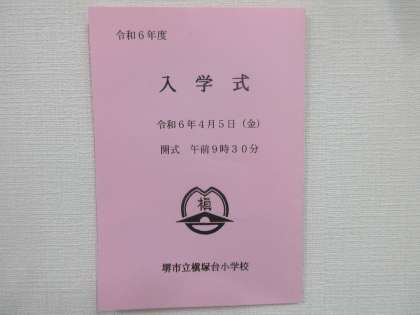 令和６年度
入学式
令和６年４月５日（金）
開式　午前９時３０分
槇
堺市立槇塚台小学校